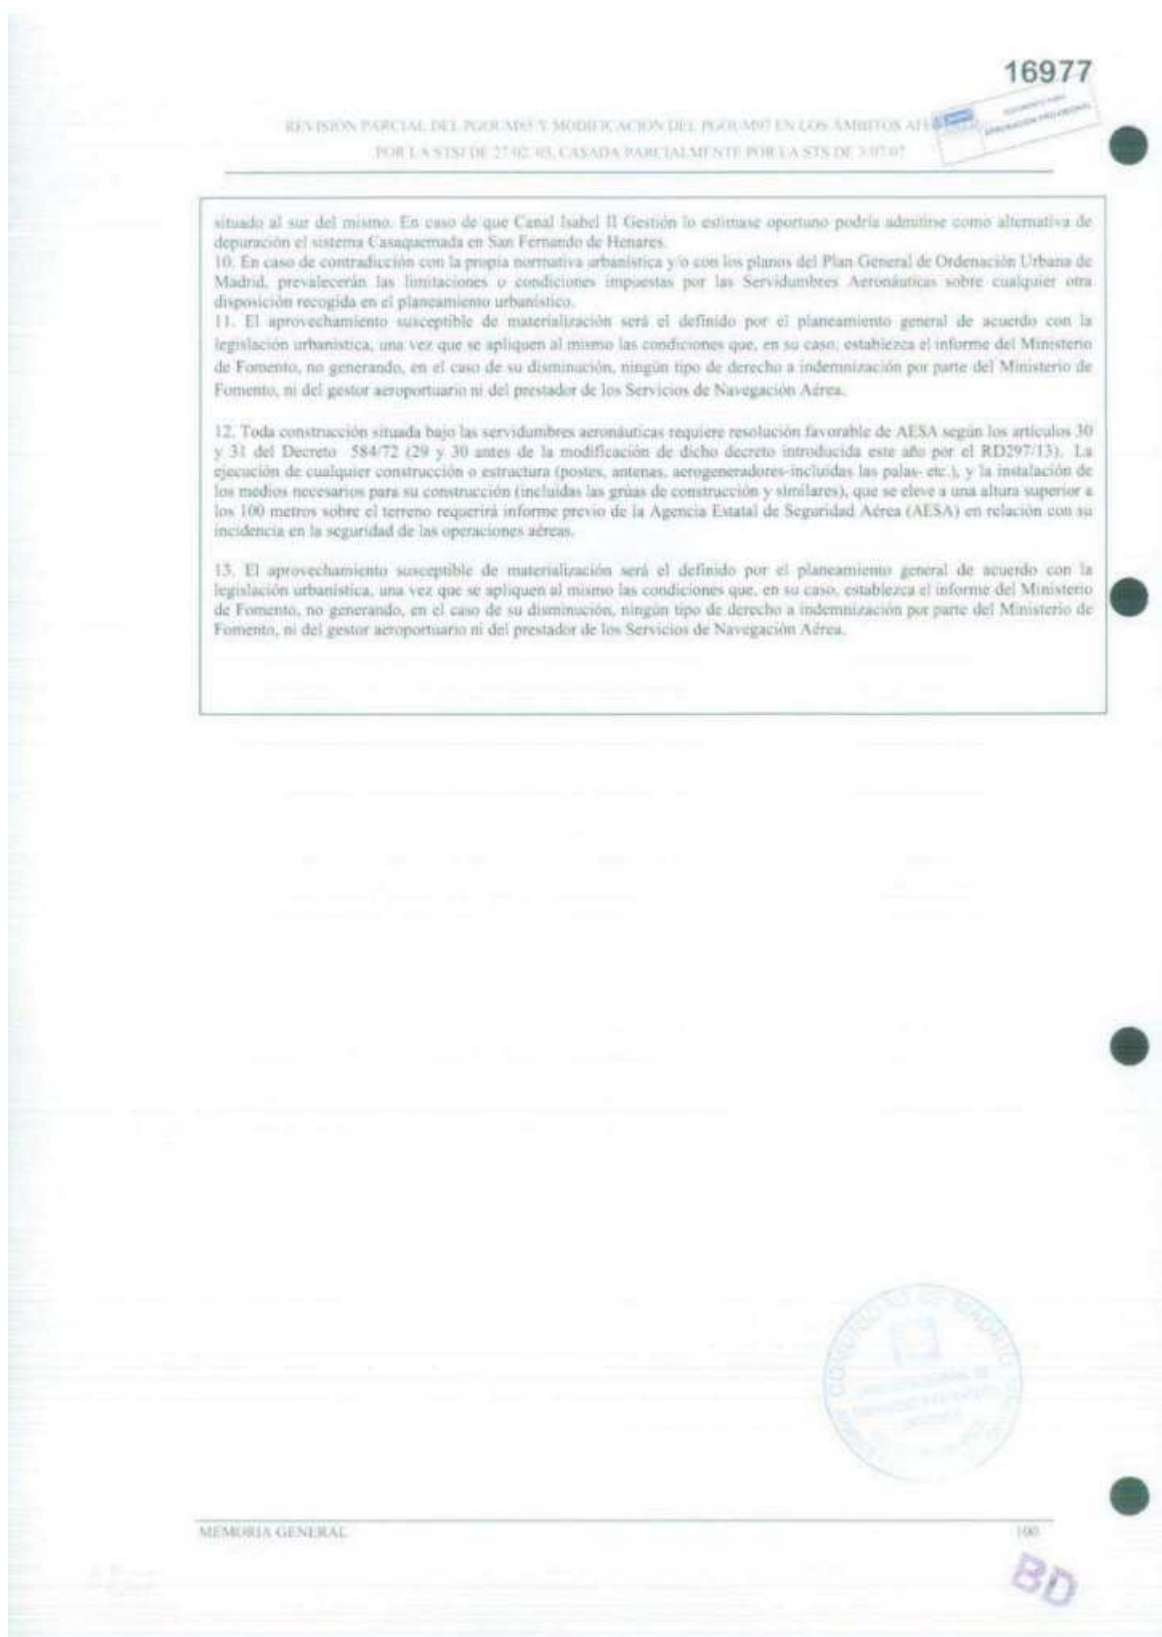 16977
DOCUMENTO PARA
APROBACIÓN PROVISIONAL
REVISIÓN PARCIAL DEL PGOUM85 Y MODIFICACIÓN DEL PGOUM97 EN LOS ÁMBITOS
POR LA STSJ DE 27/02/03, CASADA PARCIALMENTE POR LA STS DE 3/07/07
situado al sur del mismo. En caso de que Canal Isabel II Gestión lo estimase oportuno podría admitirse como alternativa de
depuración el sistema Casaquemada en San Fernando de Henares.
10. En caso de contradicción con la propia normativa urbanística y/o con los planos del Plan General de Ordenación Urbana de
Madrid, prevalecerán las limitaciones o condiciones impuestas por las Servidumbres Aeronáuticas sobre cualquier otra
disposición recogida en el planeamiento urbanístico.
11. El aprovechamiento susceptible de materialización será el definido por el planeamiento general de acuerdo con la
legislación urbanística, una vez que se apliquen al mismo las condiciones que, en su caso, establezca el informe del Ministerio
de Fomento, no generando, en el caso de su disminución, ningún tipo de derecho a indemnización por parte del Ministerio de
Fomento, ni del gestor aeroportuario ni del prestador de los Servicios de Navegación Aérea.
12. Toda construcción situada bajo las servidumbres aeronáuticas requiere resolución favorable de AESA según los artículos 30
y 31 del Decreto 584/72 (29 y 30 antes de la modificación de dicho decreto introducida este año por el RD297/13). La
ejecución de cualquier construcción o estructura (postes, antenas, aerogeneradores-incluidas las palas- etc.), y la instalación de
los medios necesarios para su construcción (incluidas las grúas de construcción y similares), que se eleve a una altura superior a
los 100 metros sobre el terreno requerirá informe previo de la Agencia Estatal de Seguridad Aérea (AESA) en relación con su
incidencia en la seguridad de las operaciones aéreas.
13. El aprovechamiento susceptible de materialización será el definido por el planeamiento general de acuerdo con la
legislación urbanística, una vez que se apliquen al mismo las condiciones que, en su caso, establezca el informe del Ministerio
de Fomento, no generando, en el caso de su disminución, ningún tipo de derecho a indemnización por parte del Ministerio de
Fomento, ni del gestor aeroportuario ni del prestador de los Servicios de Navegación Aérea.
COMUNIDAD DE MADRID
MEMORIA GENERAL
100
BD